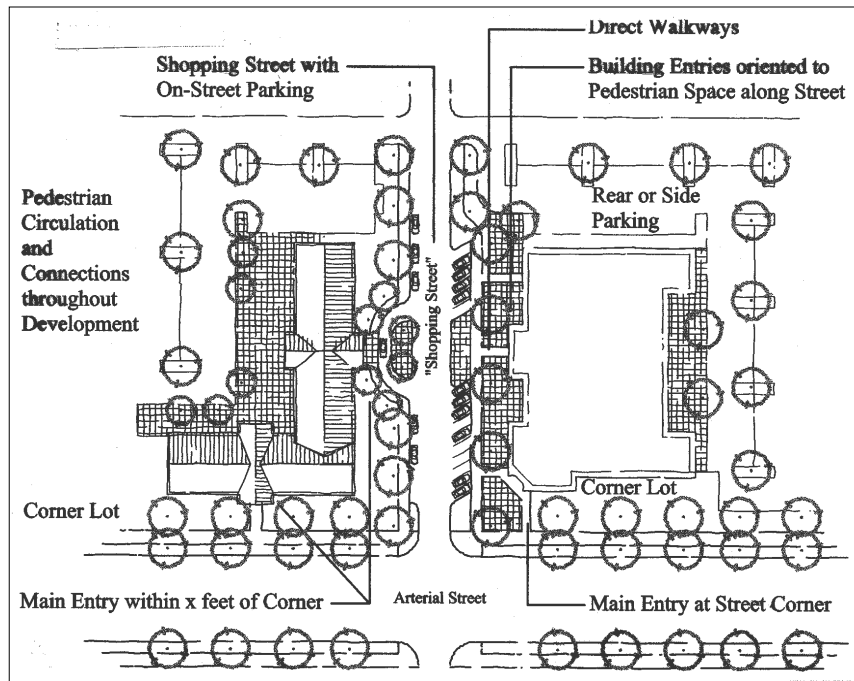 Direct Walkways
Shopping Street with
On-Street Parking
Building Entries oriented to
Pedestrian Space along Street
Pedestrian
Circulation
and
Connections
throughout
Development
Rear or Side
Parking
"Shopping Street"
Corner Lot
Corner Lot
Main Entry within x feet of Corner
Arterial Street
Main Entry at Street Corner